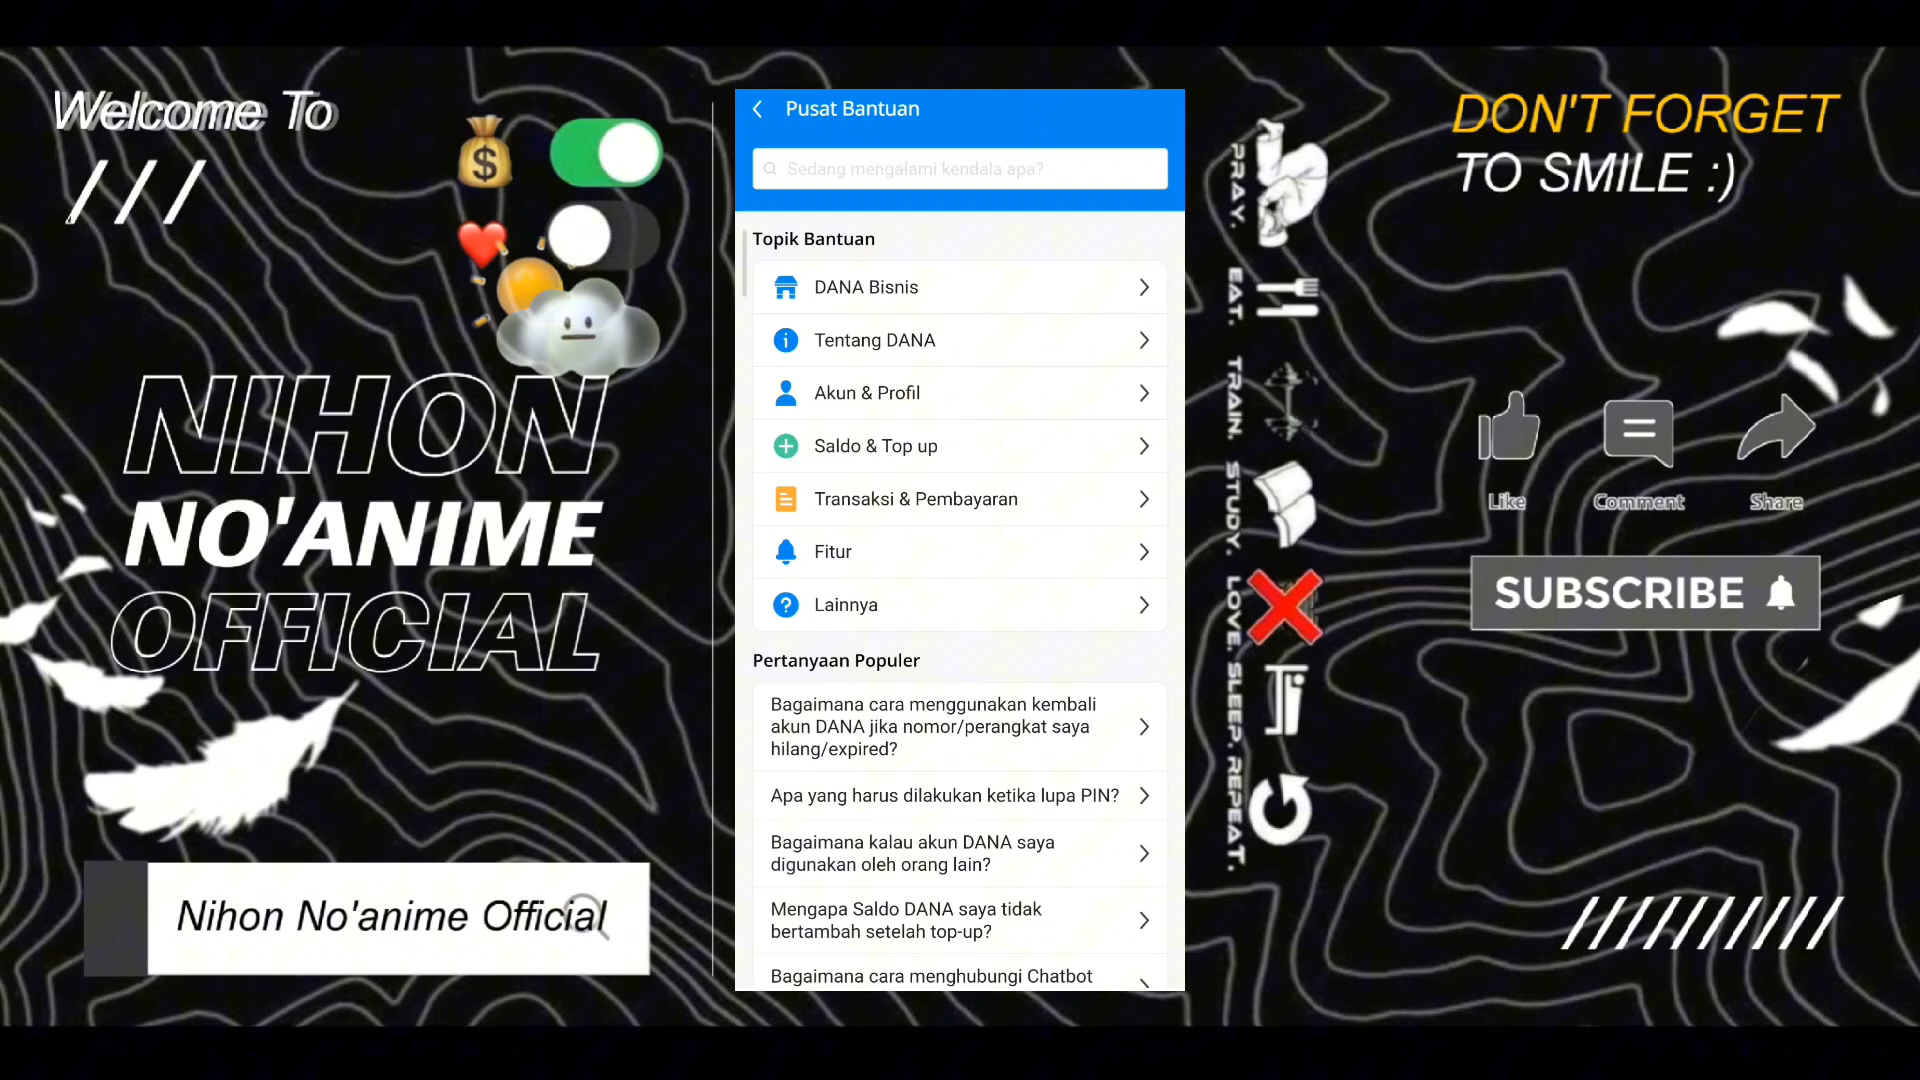 Welcome To
NIHON
NO'ANIME
OFFICIAL
Nihon No'anime Official
Pusat Bantuan
Sedang mengalami kendala apa?
Topik Bantuan
DANA Bisnis
Tentang DANA
Akun & Profil
Saldo & Top up
Transaksi & Pembayaran
Fitur
Lainnya
Pertanyaan Populer
Bagaimana cara menggunakan kembali
akun DANA jika nomor/perangkat saya
hilang/expired?
Apa yang harus dilakukan ketika lupa PIN?
Bagaimana kalau akun DANA saya
digunakan oleh orang lain?
Mengapa Saldo DANA saya tidak
bertambah setelah top-up?
Bagaimana cara menghubungi Chatbot
PRAY. EAT. TRAIN. STUDY. LOVE. SLEEP. REPEAT.
DON'T FORGET
TO SMILE :)
Like Comment Share
SUBSCRIBE